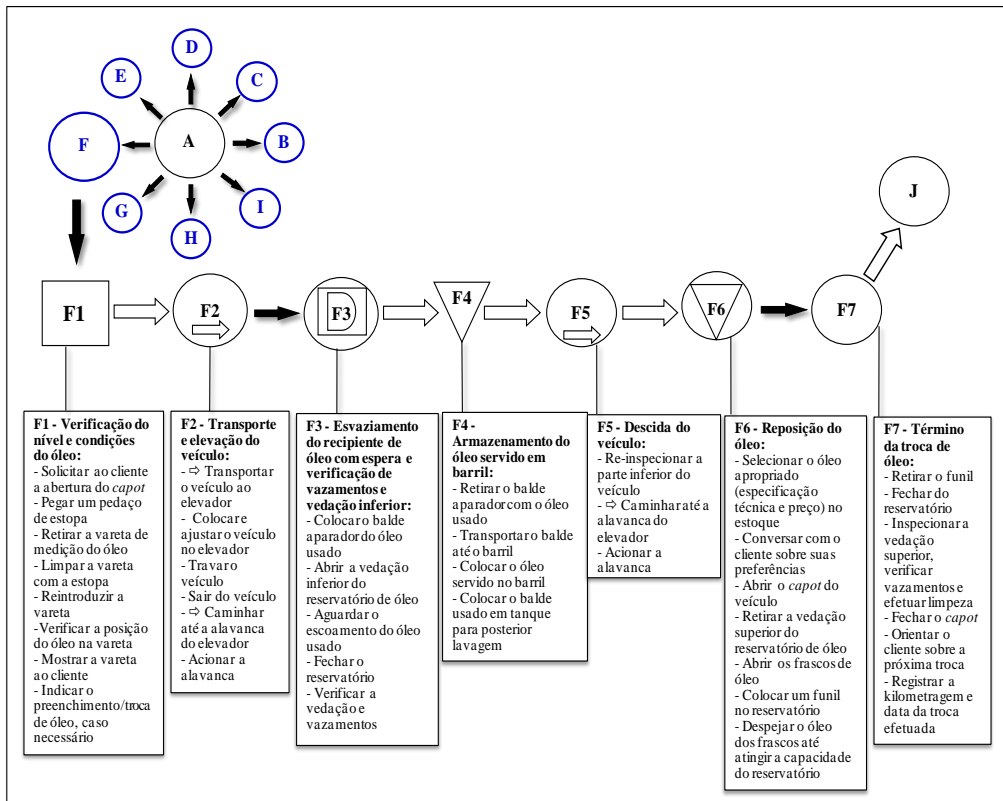 D
E
C
F
A
B
G
I
H
J
F1
F2
F3
F4
F5
F6
F7
F1 - Verificação do
nível e condições
do óleo:
- Solicitar ao cliente
a abertura do capot
- Pegar um pedaço
de estopa
- Retirar a vareta de
medição do óleo
- Limpar a vareta
com a estopa
- Reintroduzir a
vareta
-Verificar a posição
do óleo na vareta
- Mostrar a vareta
ao cliente
- Indicar o
preenchimento/troca
de óleo, caso
necessário
F2 - Transporte
e elevação do
veículo:
- ⇨ Transportar
o veículo ao
elevador
- Colocar e
ajustar o veículo
no elevador
- Travar o
veículo
- Sair do veículo
- ⇨ Caminhar
até a alavanca
do elevador
- Acionar a
alavanca
F3 - Esvaziamento
do recipiente de
óleo com espera e
verificação de
vazamentos e
vedação inferior:
- Colocar o balde
aparador do óleo
usado
- Abrir a vedação
inferior do
reservatório de óleo
- Aguardar o
escoamento do óleo
usado
- Fechar o
reservatório
- Verificar a
vedação e
vazamentos
F4 -
Armazenamento do
óleo servido em
barril:
- Retirar o balde
aparador com o óleo
usado
- Transportar o balde
até o barril
- Colocar o óleo
servido no barril
- Colocar o balde
usado em tanque
para posterior
lavagem
F5 - Descida do
veículo:
- Re-inspecionar a
parte inferior do
veículo
- ⇨ Caminhar até a
alavanca do
elevador
- Acionar a
alavanca
F6 - Reposição do
óleo:
- Selecionar o óleo
apropriado
(especificação
técnica e preço) no
estoque
- Conversar com o
cliente sobre suas
preferências
- Abrir o capot do
veículo
- Retirar a vedação
superior do
reservatório de óleo
- Abrir os frascos de
óleo
- Colocar um funil
no reservatório
- Despejar o óleo
dos frascos até
atingir a capacidade
do reservatório
F7 - Término
da troca de
óleo:
- Retirar o funil
- Fechar do
reservatório
- Inspecionar a
vedação
superior,
verificar
vazamentos e
efetuar limpeza
- Fechar o capot
- Orientar o
cliente sobre a
próxima troca
- Registrar a
kilometragem e
data da troca
efetuada